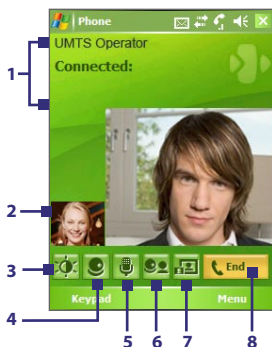 Phone
UMTS Operator
Connected:
1
2
3
End
Keypad
Menu
4
5
6
7
8